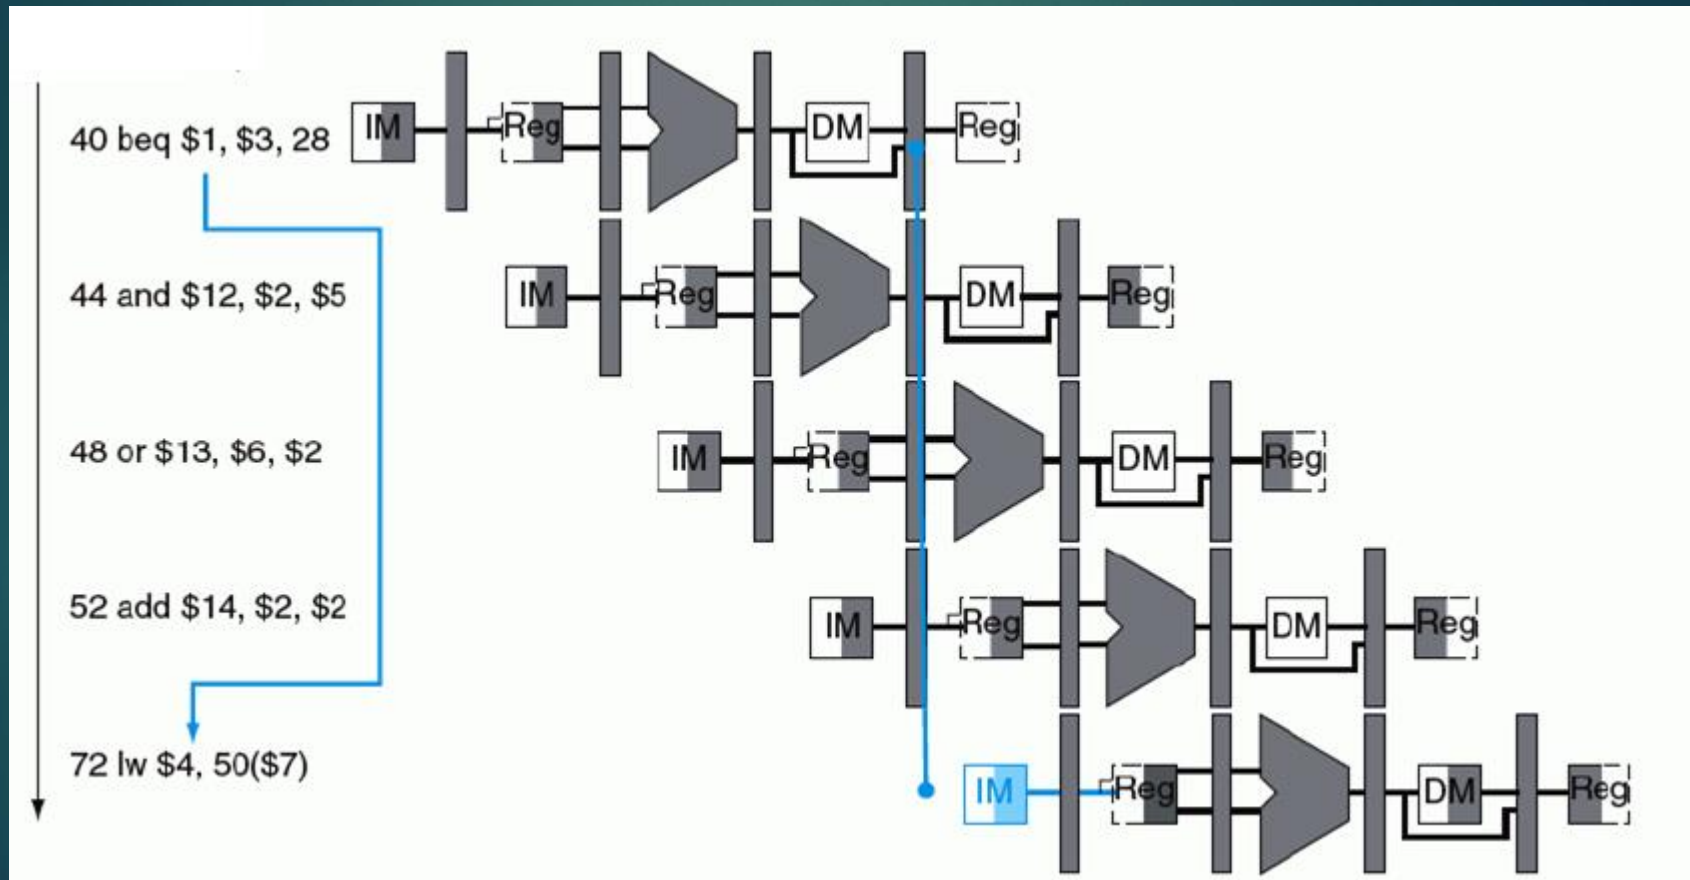 40 beq $1, $3, 28 IM Reg DM Reg
44 and $12, $2, $5 IM Reg DM Reg
48 or $13, $6, $2 IM Reg DM Reg
52 add $14, $2, $2 IM Reg DM Reg
72 lw $4, 50($7) IM Reg DM Reg